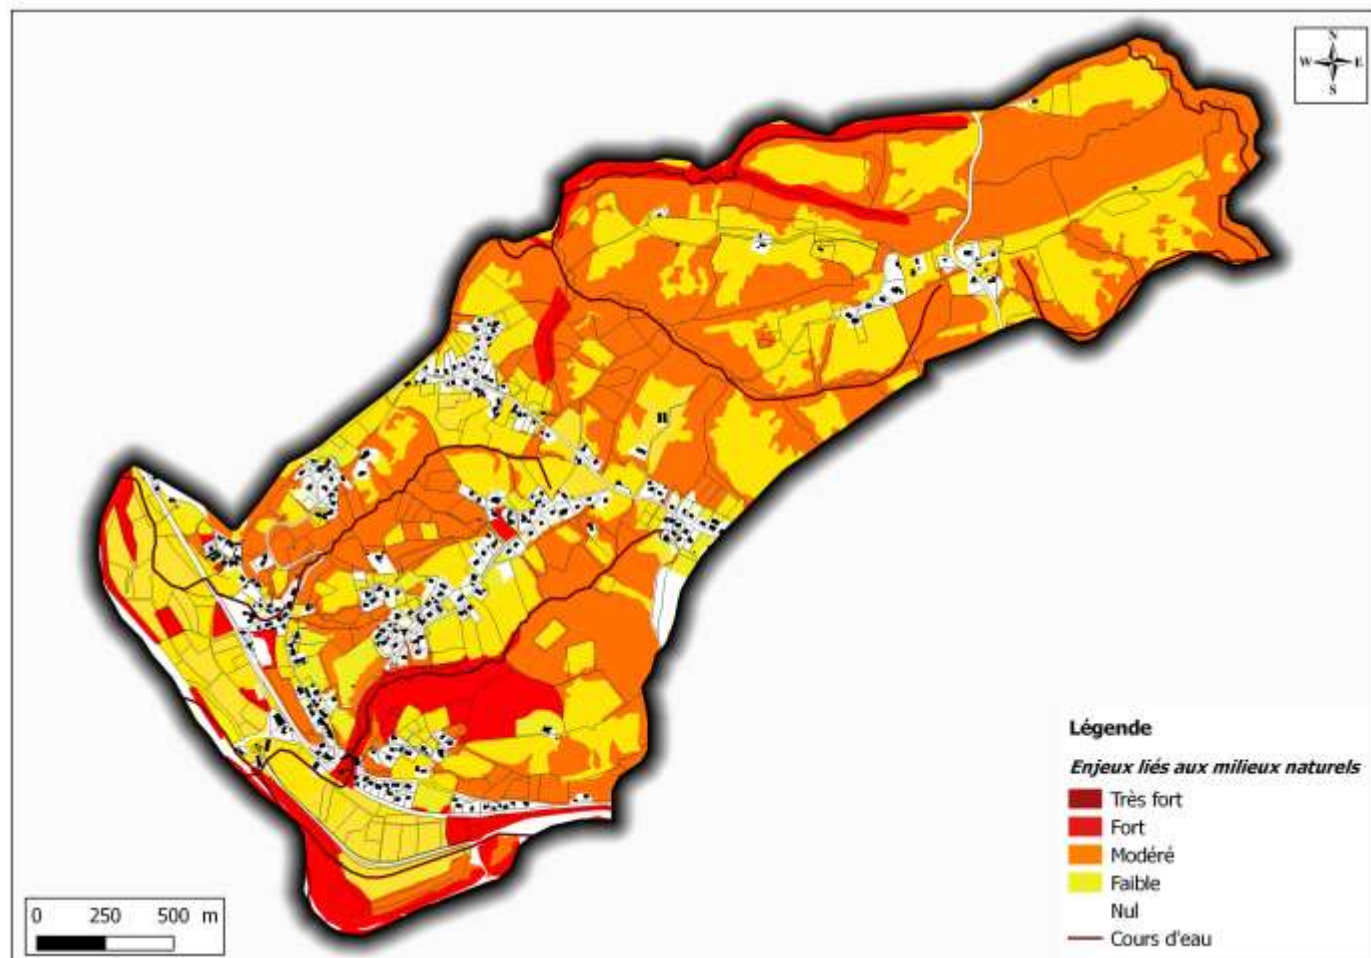 N
W E
S
Légende
Enjeux liés aux milieux naturels
Très fort
Fort
Modéré
Faible
Nul
Cours d'eau
0 250 500 m